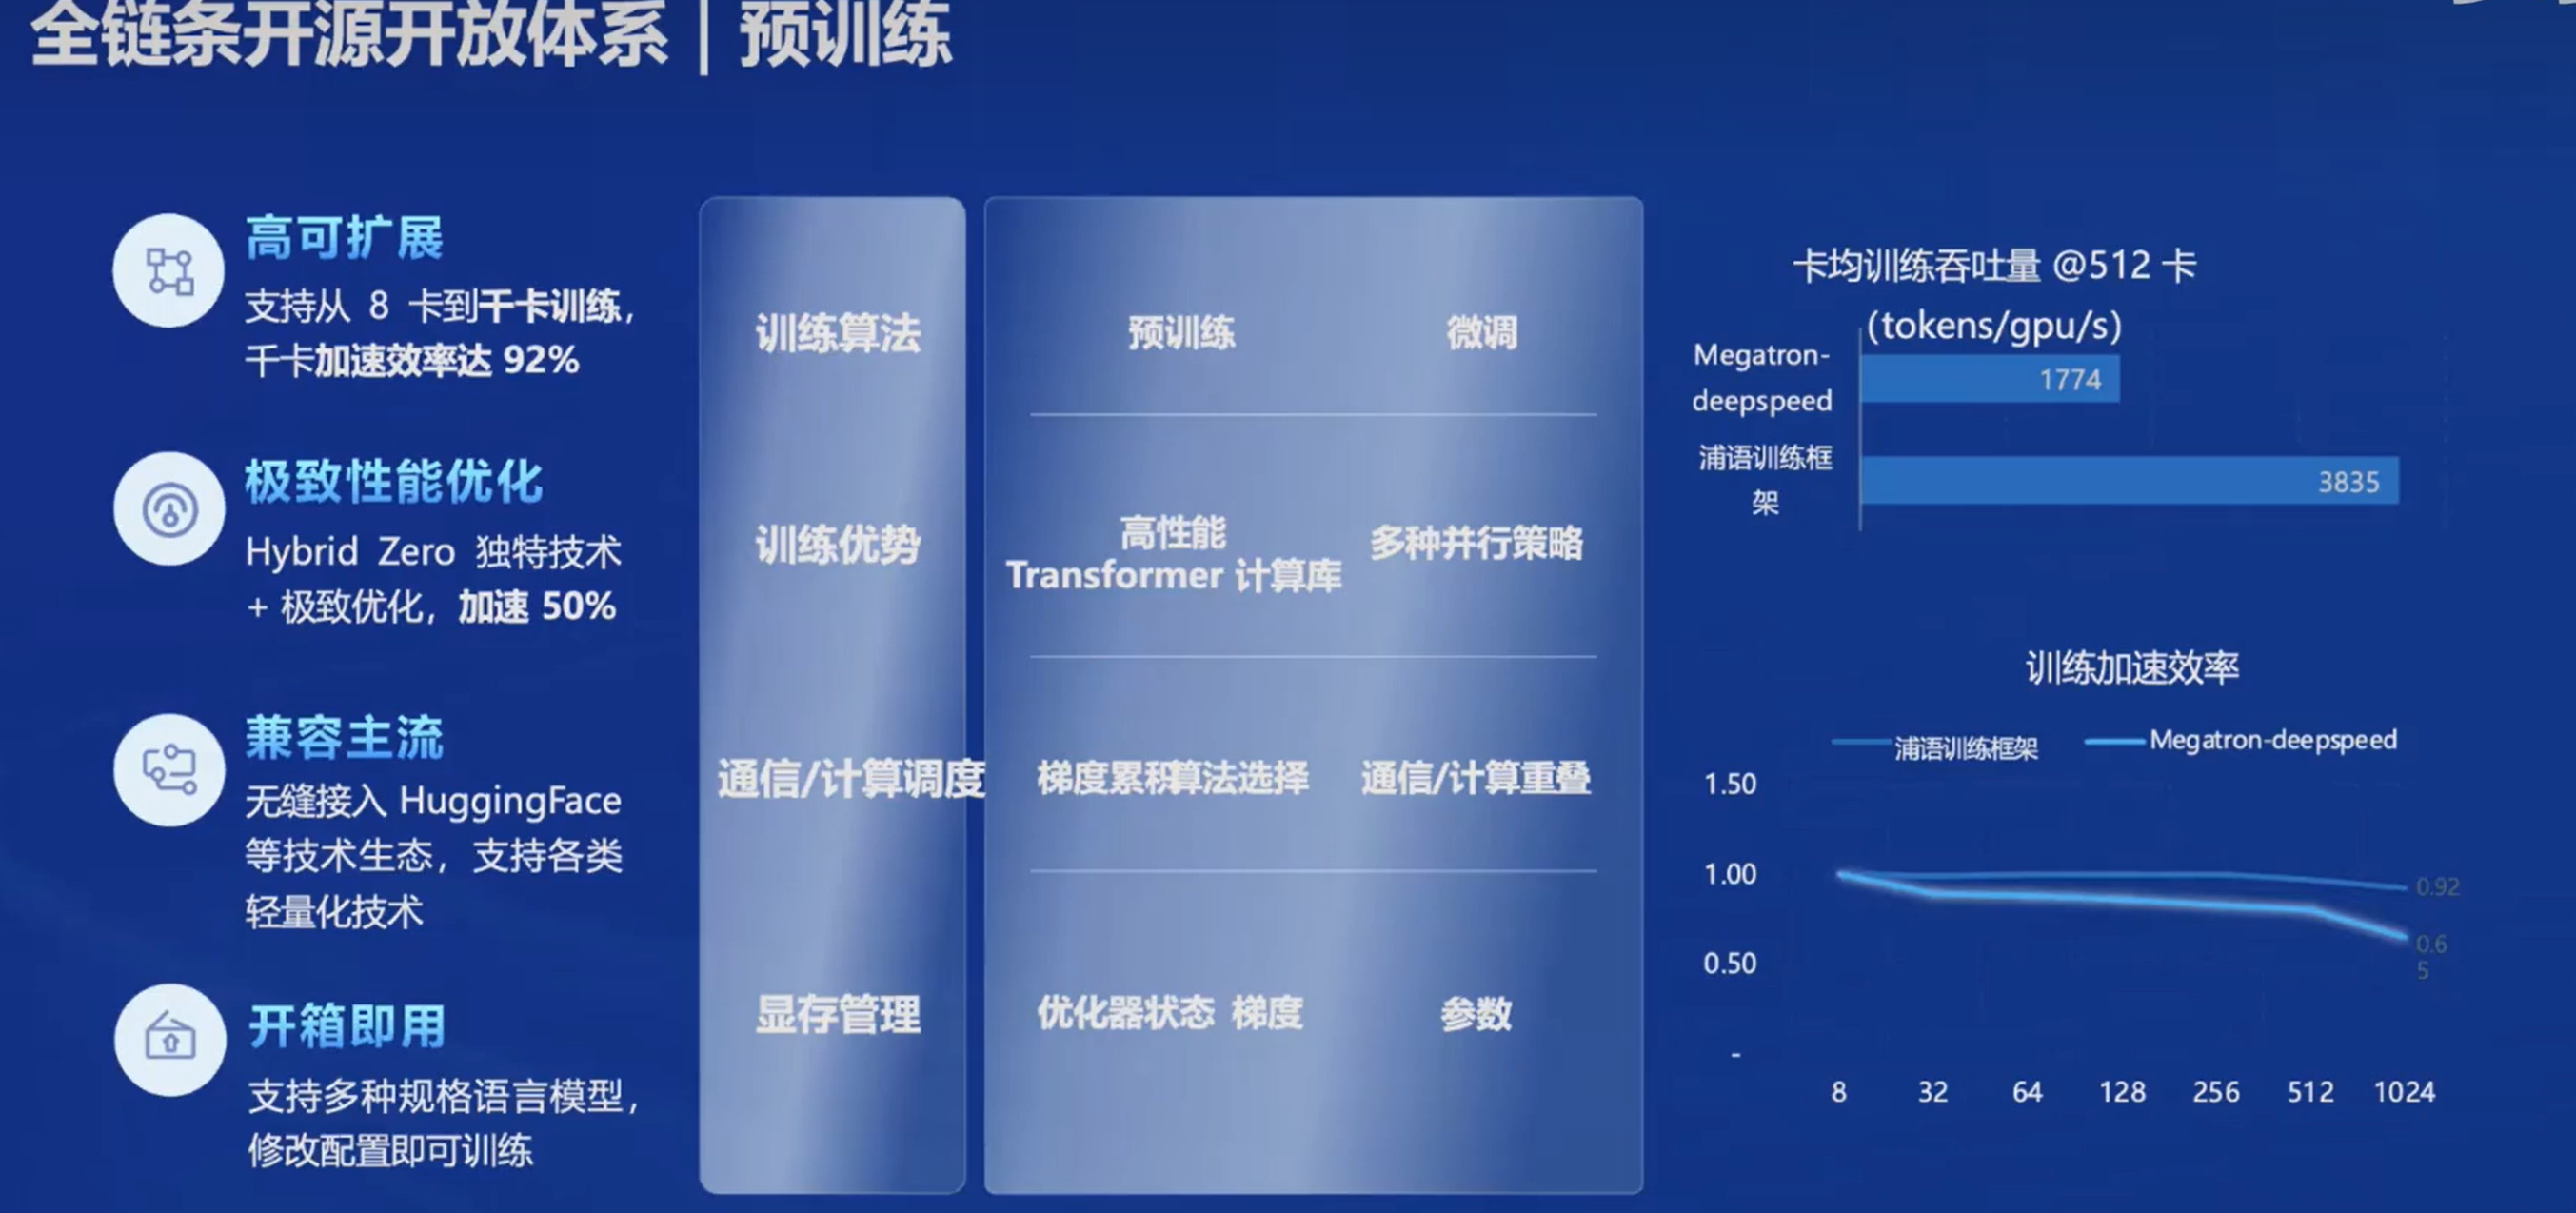 全链条开源开放体系｜预训练
高可扩展
支持从 8 卡到千卡训练，
千卡加速效率达 92%
极致性能优化
Hybrid Zero 独特技术
+ 极致优化，加速 50%
兼容主流
无缝接入 HuggingFace
等技术生态，支持各类
轻量化技术
开箱即用
支持多种规格语言模型，
修改配置即可训练
训练算法
预训练 微调
训练优势
高性能
Transformer 计算库
多种并行策略
通信/计算调度
梯度累积算法选择 通信/计算重叠
显存管理
优化器状态 梯度 参数
卡均训练吞吐量 @512 卡
(tokens/gpu/s)
Megatron-
deepspeed
1774
浦语训练框
架
3835
训练加速效率
浦语训练框架 Megatron-deepspeed
1.50
1.00
0.50
-
0.92
0.6
5
8 32 64 128 256 512 1024